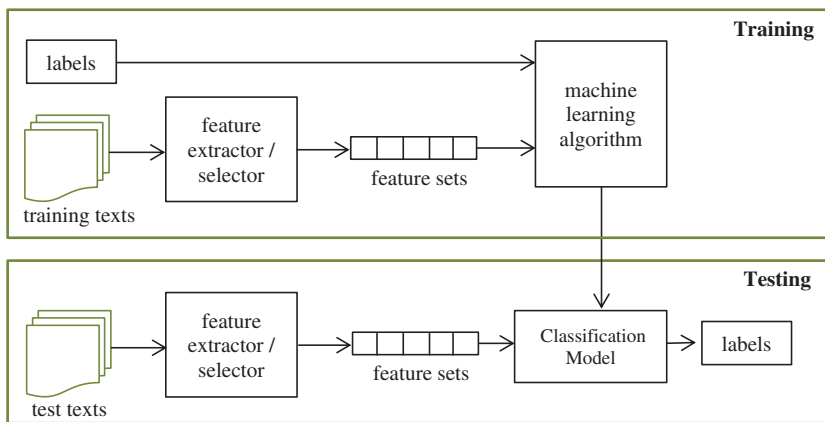 Training
labels
machine
learning
algorithm
feature
extractor /
selector
feature sets
training texts
Testing
feature
extractor /
selector
Classification
Model
labels
feature sets
test texts